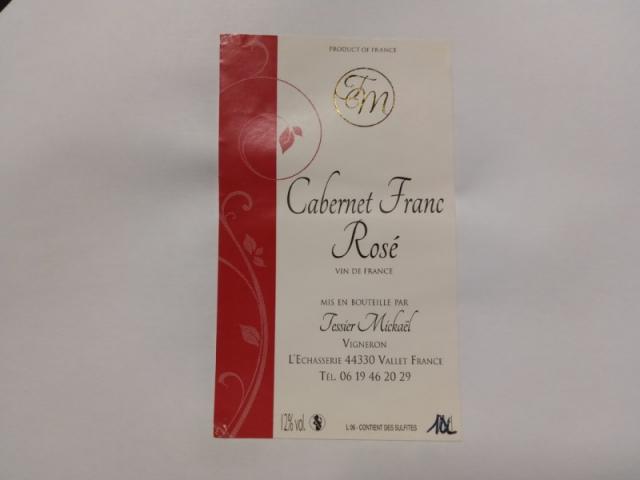 PRODUCT OF FRANCE
TM
Cabernet Franc
Rosé
VIN DE FRANCE
MIS EN BOUTEILLE PAR
Tessier Mickaël
VIGNERON
L'ECHASSERIE 44330 VALLET FRANCE
TÉL. 06 19 46 20 29
12% vol.
L 06 - CONTIENT DES SULFITES